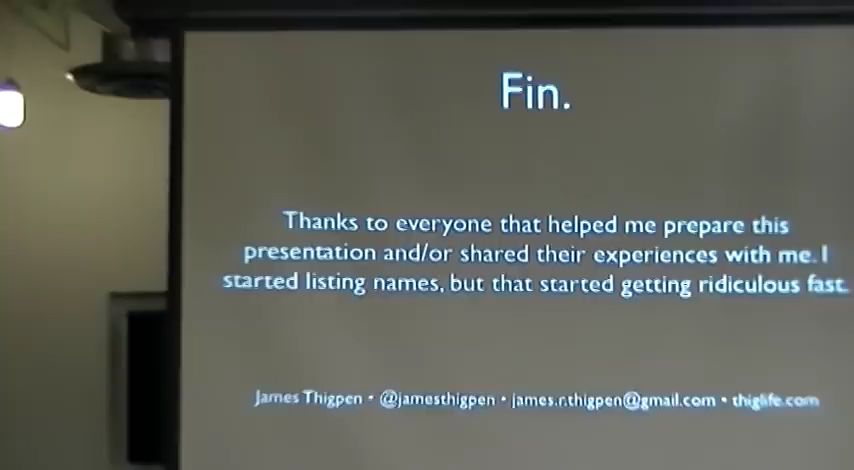 Fin.
Thanks to everyone that helped me prepare this
presentation and/or shared their experiences with me. I
started listing names, but that started getting ridiculous fast.
James Thigpen • @jamesthigpen • james.r.thigpen@gmail.com • thiglife.com